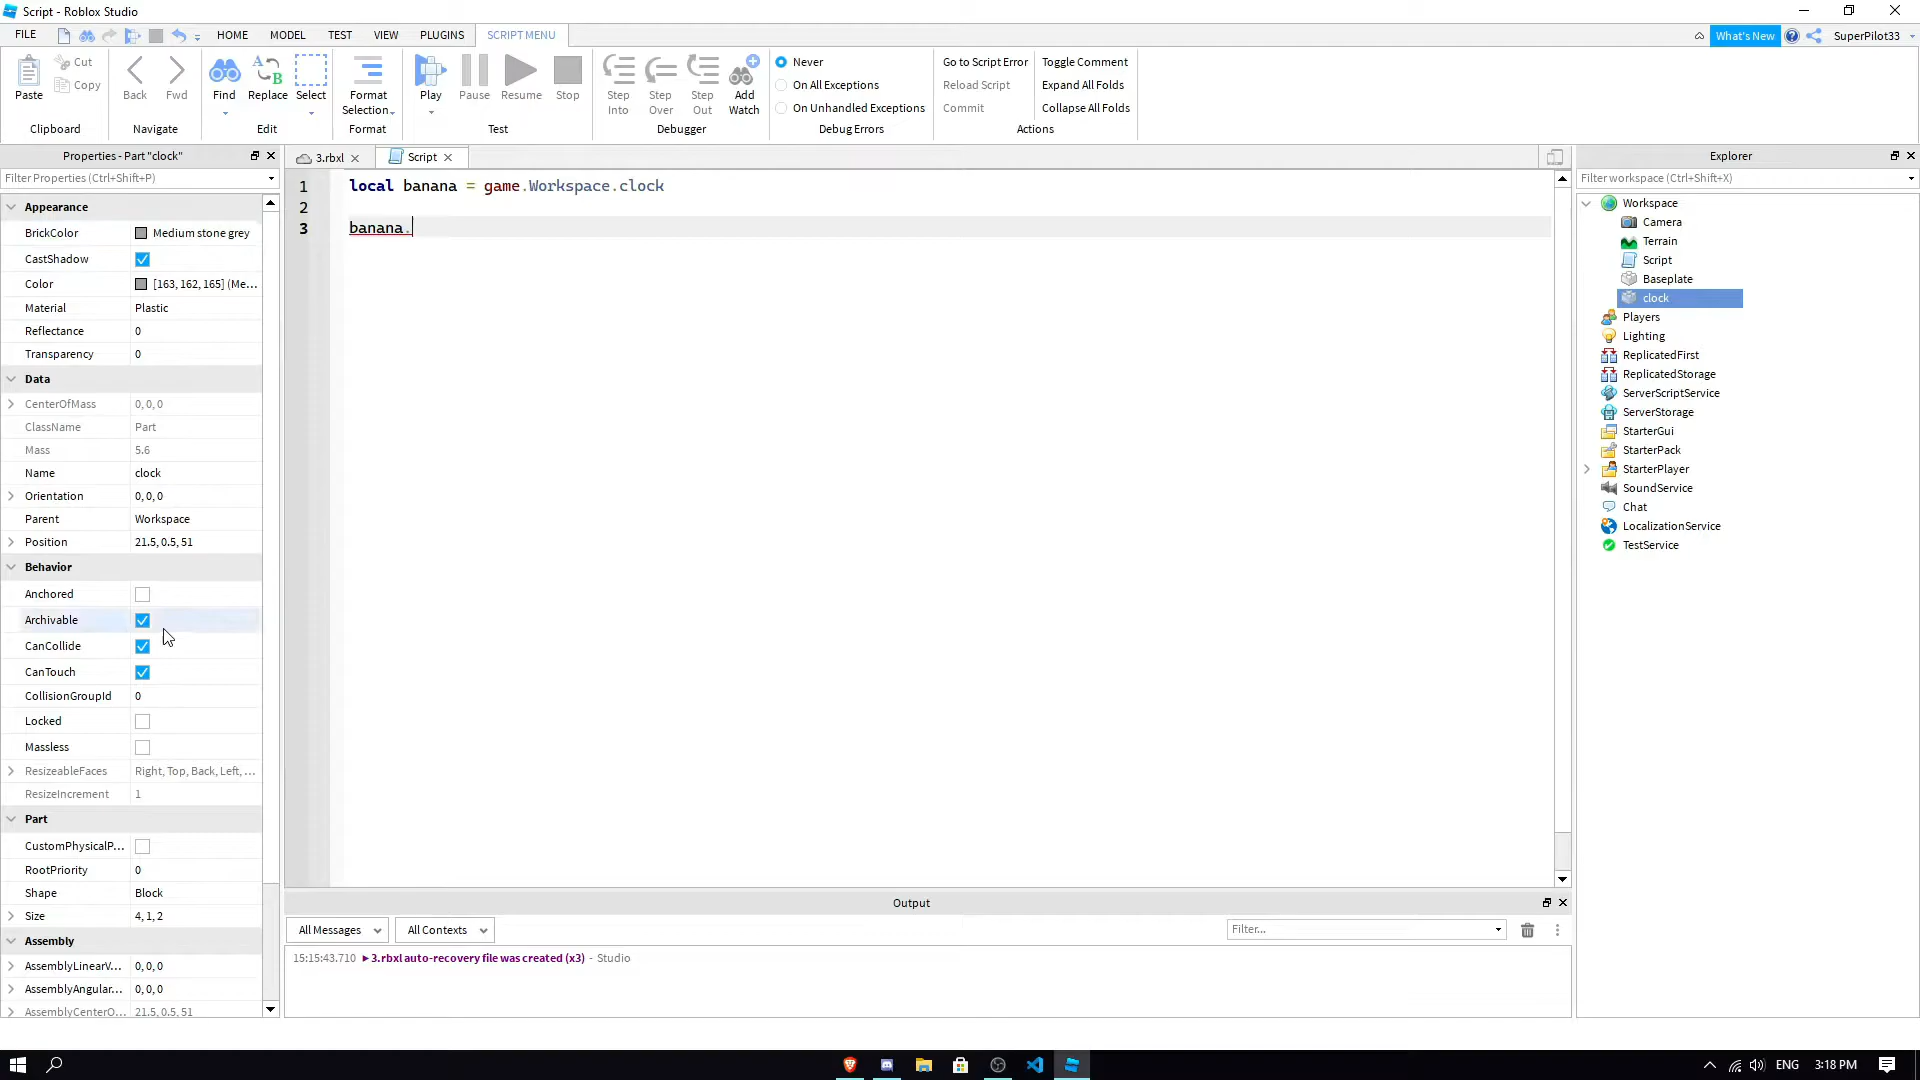 Script - Roblox Studio
FILE HOME MODEL TEST VIEW PLUGINS SCRIPT MENU What's New SuperPilot33
Paste Cut Copy Clipboard
Back Fwd Navigate
Find Replace Select Edit
Format Selection Format
Play Pause Resume Stop Test
Step Into Step Over Step Out Add Watch Debugger
Never
On All Exceptions
On Unhandled Exceptions
Debug Errors
Go to Script Error Toggle Comment
Reload Script Expand All Folds
Commit Collapse All Folds
Actions
Properties - Part "clock"
Filter Properties (Ctrl+Shift+P)
Appearance
BrickColor Medium stone grey
CastShadow
Color [163, 162, 165] (Me...
Material Plastic
Reflectance 0
Transparency 0
Data
CenterOfMass 0, 0, 0
ClassName Part
Mass 5.6
Name clock
Orientation 0, 0, 0
Parent Workspace
Position 21.5, 0.5, 51
Behavior
Anchored
Archivable
CanCollide
CanTouch
CollisionGroupId 0
Locked
Massless
ResizeableFaces Right, Top, Back, Left, ...
ResizeIncrement 1
Part
CustomPhysicalP...
RootPriority 0
Shape Block
Size 4, 1, 2
Assembly
AssemblyLinearV... 0, 0, 0
AssemblyAngular... 0, 0, 0
AssemblyCenterO... 21.5, 0.5, 51
3.rbxl Script
1 local banana = game.Workspace.clock
2
3 banana.
Output
All Messages All Contexts Filter...
15:15:43.710 3.rbxl auto-recovery file was created (x3) - Studio
Explorer
Filter workspace (Ctrl+Shift+X)
Workspace
Camera
Terrain
Script
Baseplate
clock
Players
Lighting
ReplicatedFirst
ReplicatedStorage
ServerScriptService
ServerStorage
StarterGui
StarterPack
StarterPlayer
SoundService
Chat
LocalizationService
TestService
ENG 3:18 PM